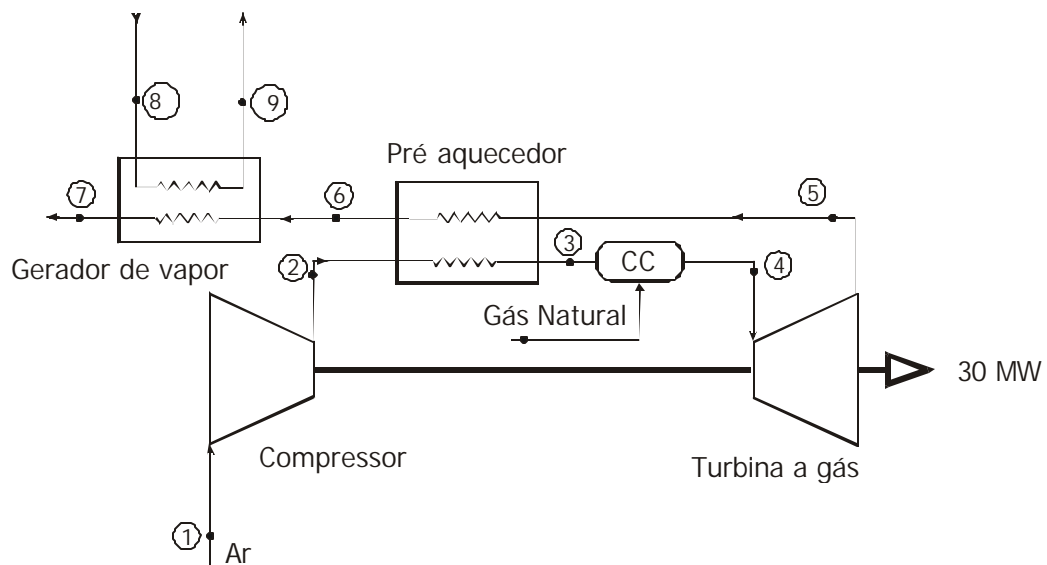 8
9
Pré aquecedor
7
6
5
3
Gerador de vapor
2
CC
4
Gás Natural
30 MW
Compressor
Turbina a gás
1
Ar